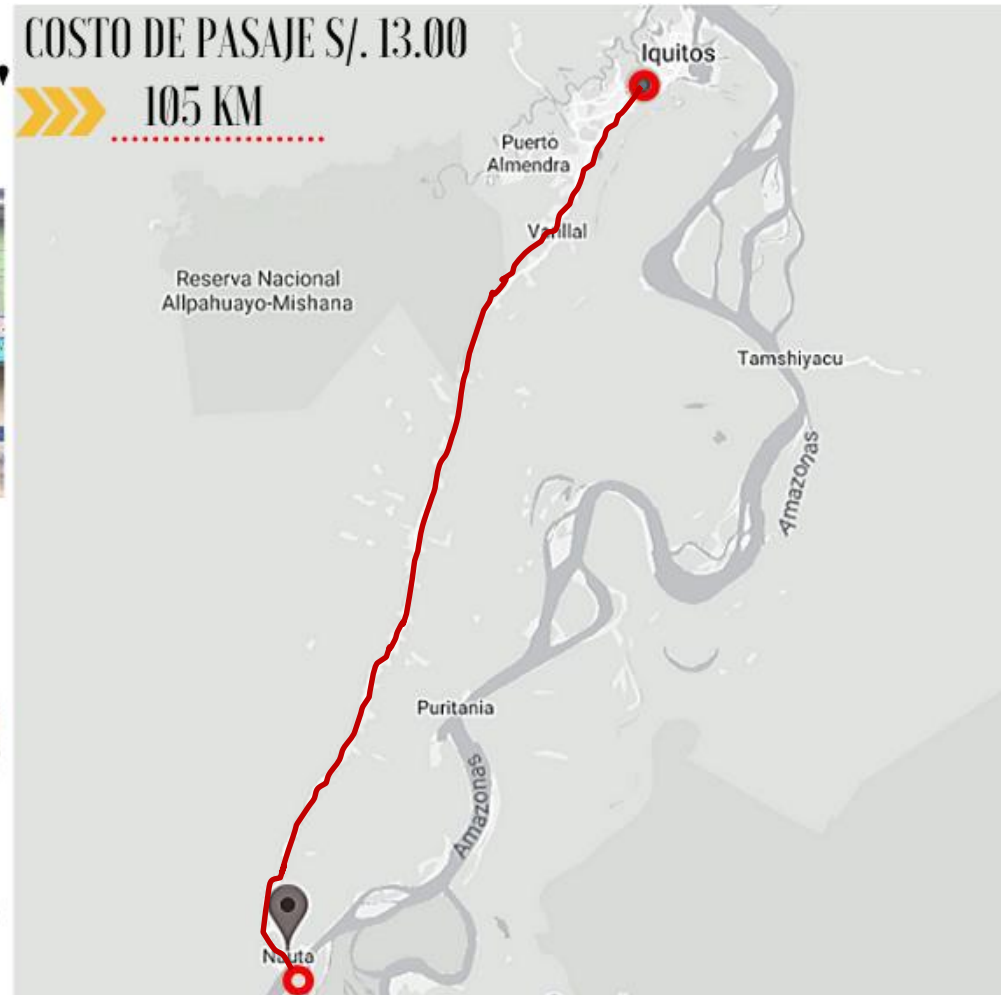 COSTO DE PASAJE S/. 13.00
105 KM
Iquitos
Puerto
Almendra
Varillal
Reserva Nacional
Allpahuayo-Mishana
Tamshiyacu
Amazonas
Puritania
Amazonas
Nauta